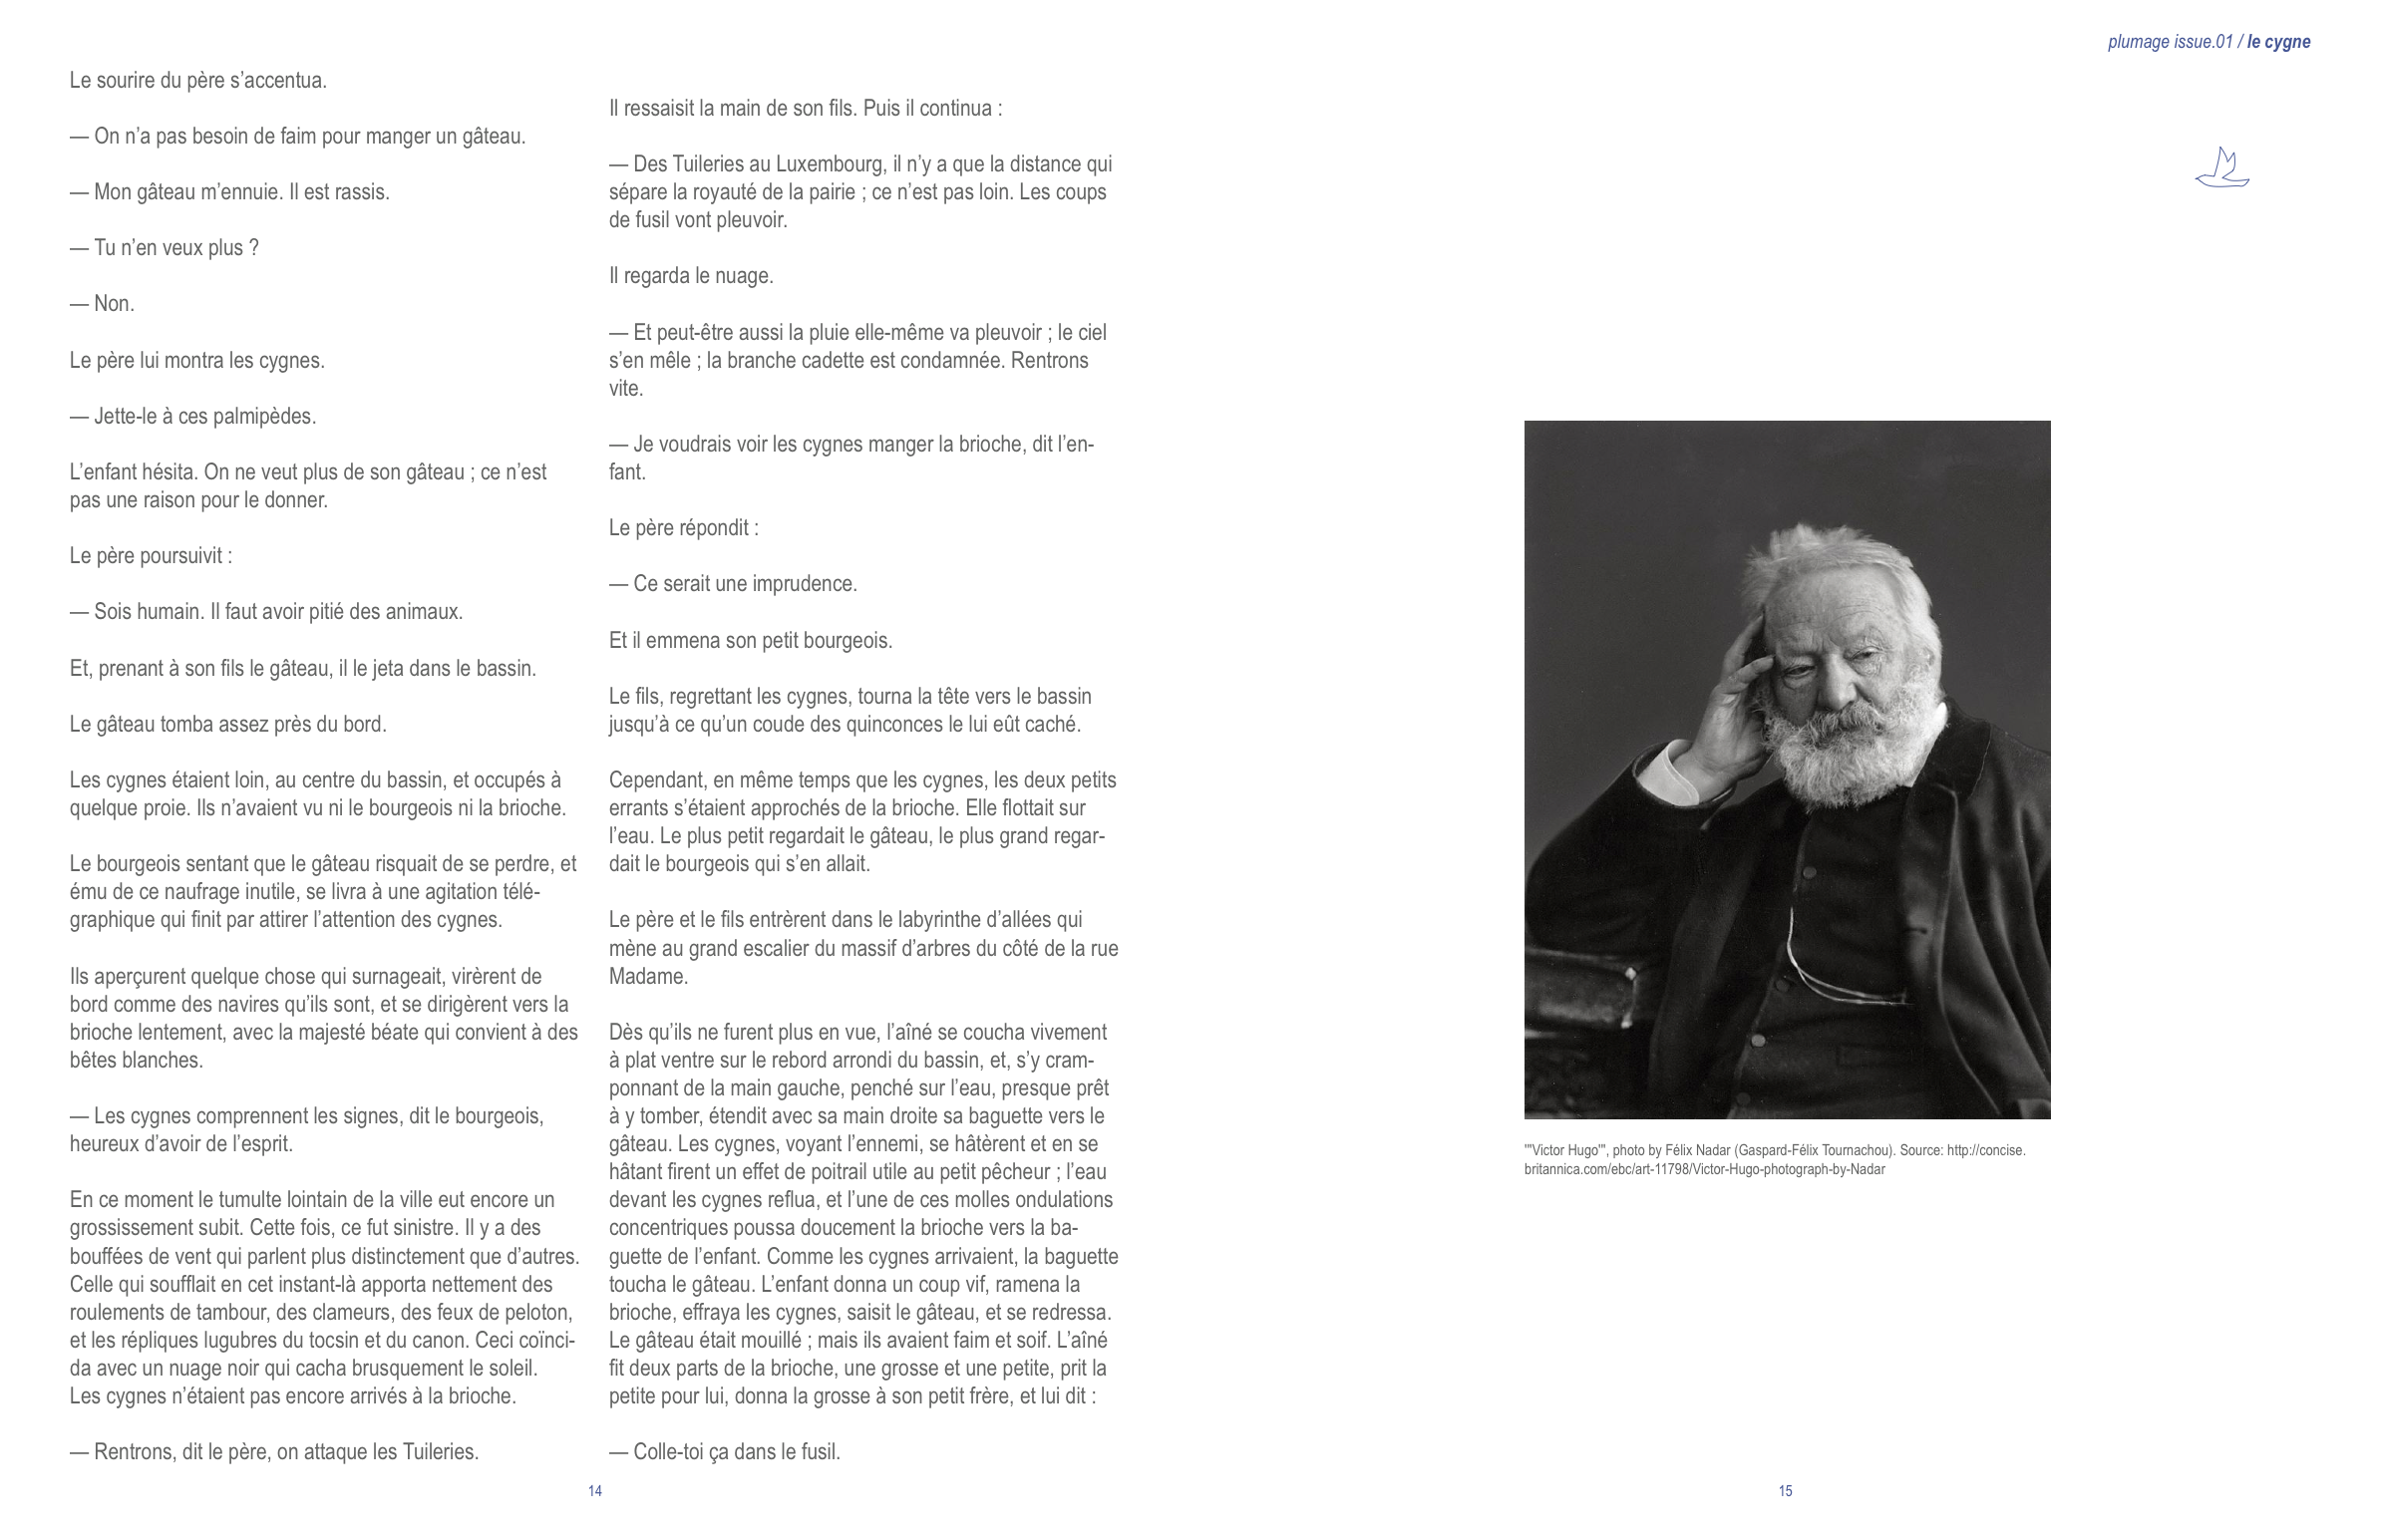 Le sourire du père s’accentua.
— On n’a pas besoin de faim pour manger un gâteau.
— Mon gâteau m’ennuie. Il est rassis.
— Tu n’en veux plus ?
— Non.
Le père lui montra les cygnes.
— Jette-le à ces palmipèdes.
L’enfant hésita. On ne veut plus de son gâteau ; ce n’est
pas une raison pour le donner.
Le père poursuivit :
— Sois humain. Il faut avoir pitié des animaux.
Et, prenant à son fils le gâteau, il le jeta dans le bassin.
Le gâteau tomba assez près du bord.
Les cygnes étaient loin, au centre du bassin, et occupés à
quelque proie. Ils n’avaient vu ni le bourgeois ni la brioche.
Le bourgeois sentant que le gâteau risquait de se perdre, et
ému de ce naufrage inutile, se livra à une agitation télé-
graphique qui finit par attirer l’attention des cygnes.
Ils aperçurent quelque chose qui surnageait, virèrent de
bord comme des navires qu’ils sont, et se dirigèrent vers la
brioche lentement, avec la majesté béate qui convient à des
bêtes blanches.
— Les cygnes comprennent les signes, dit le bourgeois,
heureux d’avoir de l’esprit.
En ce moment le tumulte lointain de la ville eut encore un
grossissement subit. Cette fois, ce fut sinistre. Il y a des
bouffées de vent qui parlent plus distinctement que d’autres.
Celle qui soufflait en cet instant-là apporta nettement des
roulements de tambour, des clameurs, des feux de peloton,
et les répliques lugubres du tocsin et du canon. Ceci coïnci-
da avec un nuage noir qui cacha brusquement le soleil.
Les cygnes n’étaient pas encore arrivés à la brioche.
— Rentrons, dit le père, on attaque les Tuileries.
Il ressaisit la main de son fils. Puis il continua :
— Des Tuileries au Luxembourg, il n’y a que la distance qui
sépare la royauté de la pairie ; ce n’est pas loin. Les coups
de fusil vont pleuvoir.
Il regarda le nuage.
— Et peut-être aussi la pluie elle-même va pleuvoir ; le ciel
s’en mêle ; la branche cadette est condamnée. Rentrons
vite.
— Je voudrais voir les cygnes manger la brioche, dit l’en-
fant.
Le père répondit :
— Ce serait une imprudence.
Et il emmena son petit bourgeois.
Le fils, regrettant les cygnes, tourna la tête vers le bassin
jusqu’à ce qu’un coude des quinconces le lui eût caché.
Cependant, en même temps que les cygnes, les deux petits
errants s’étaient approchés de la brioche. Elle flottait sur
l’eau. Le plus petit regardait le gâteau, le plus grand regar-
dait le bourgeois qui s’en allait.
Le père et le fils entrèrent dans le labyrinthe d’allées qui
mène au grand escalier du massif d’arbres du côté de la rue
Madame.
Dès qu’ils ne furent plus en vue, l’aîné se coucha vivement
à plat ventre sur le rebord arrondi du bassin, et, s’y cram-
ponnant de la main gauche, penché sur l’eau, presque prêt
à y tomber, étendit avec sa main droite sa baguette vers le
gâteau. Les cygnes, voyant l’ennemi, se hâtèrent et en se
hâtant firent un effet de poitrail utile au petit pêcheur ; l’eau
devant les cygnes reflua, et l’une de ces molles ondulations
concentriques poussa doucement la brioche vers la ba-
guette de l’enfant. Comme les cygnes arrivaient, la baguette
toucha le gâteau. L’enfant donna un coup vif, ramena la
brioche, effraya les cygnes, saisit le gâteau, et se redressa.
Le gâteau était mouillé ; mais ils avaient faim et soif. L’aîné
fit deux parts de la brioche, une grosse et une petite, prit la
petite pour lui, donna la grosse à son petit frère, et lui dit :
— Colle-toi ça dans le fusil.
14
plumage issue.01 / le cygne
'"Victor Hugo"', photo by Félix Nadar (Gaspard-Félix Tournachou). Source: http://concise.
britannica.com/ebc/art-11798/Victor-Hugo-photograph-by-Nadar
15